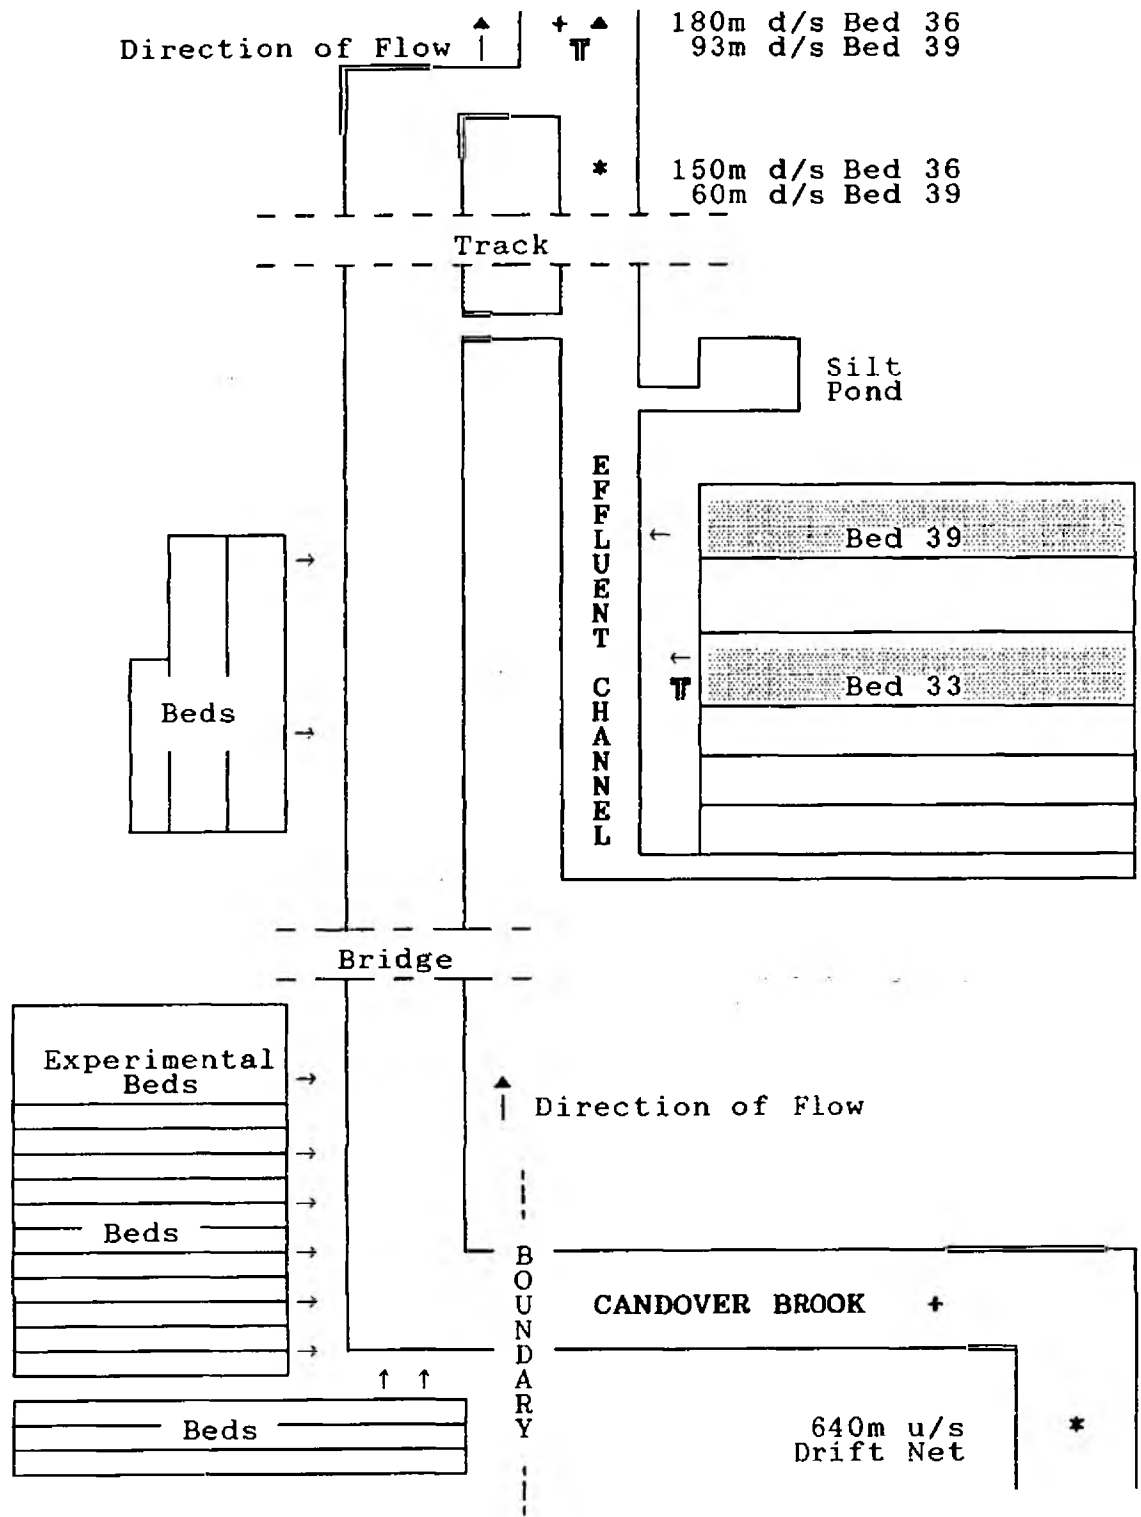 180m d/s Bed 36
93m d/s Bed 39
Direction of Flow
150m d/s Bed 36
60m d/s Bed 39
Track
Silt
Pond
EFFLUENT CHANNEL
Bed 39
Bed 33
Beds
Bridge
Experimental
Beds
Direction of Flow
Beds
BOUNDARY
CANDOVER BROOK
Beds
640m u/s
Drift Net